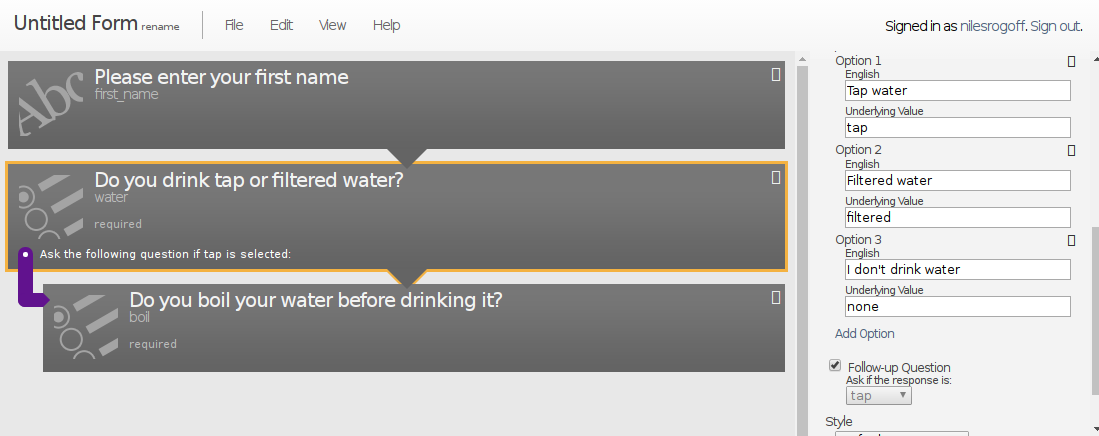 Untitled Form rename File Edit View Help Signed in as nilesrogoff. Sign out.
Abc
Please enter your first name
first_name
Do you drink tap or filtered water?
water
required
Ask the following question if tap is selected:
Do you boil your water before drinking it?
boil
required
Option 1
English
Tap water
Underlying Value
tap
Option 2
English
Filtered water
Underlying Value
filtered
Option 3
English
I don't drink water
Underlying Value
none
Add Option
Follow-up Question
Ask if the response is:
tap
Style